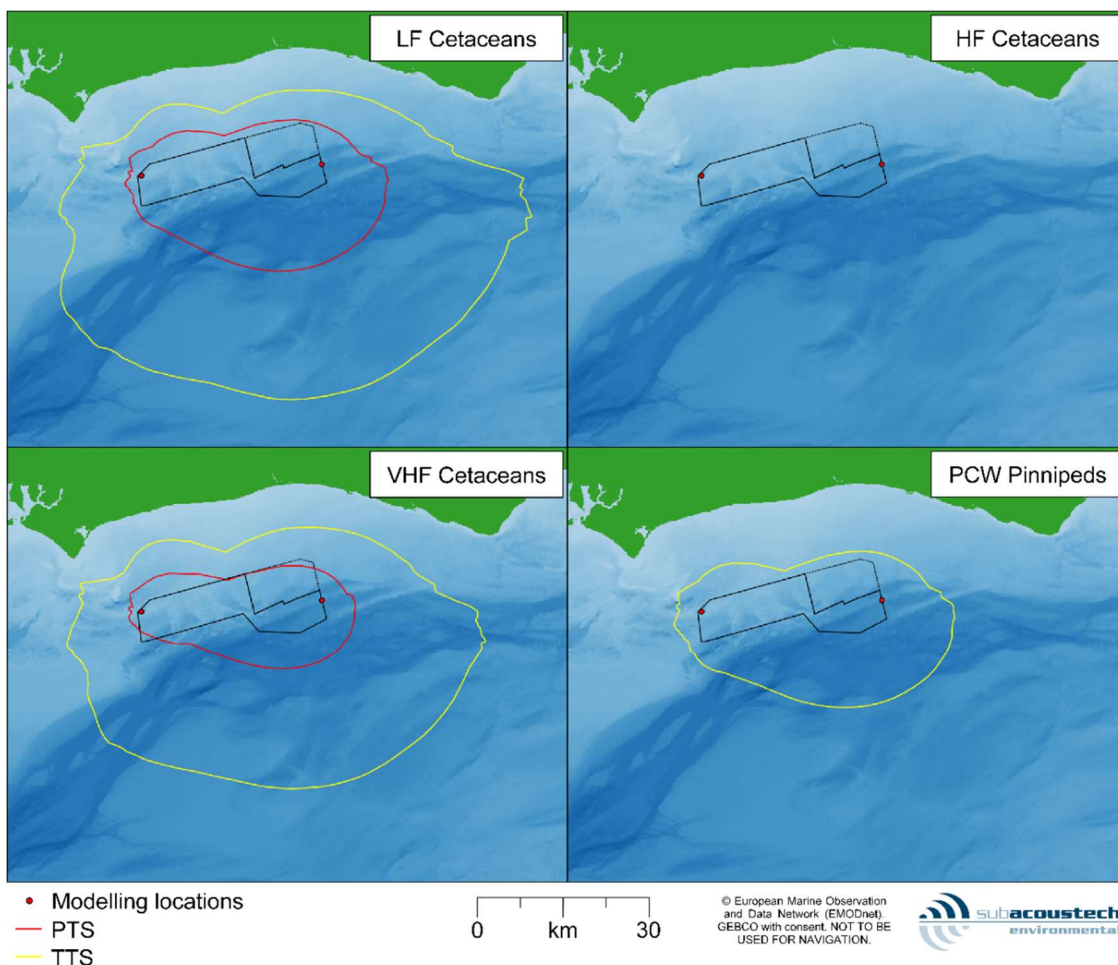 LF Cetaceans
HF Cetaceans
VHF Cetaceans
PCW Pinnipeds
Modelling locations
PTS
TTS
0 km 30
© European Marine Observation
and Data Network (EMODnet).
GEBCO with consent. NOT TO BE
USED FOR NAVIGATION.
subacoustech
environmental